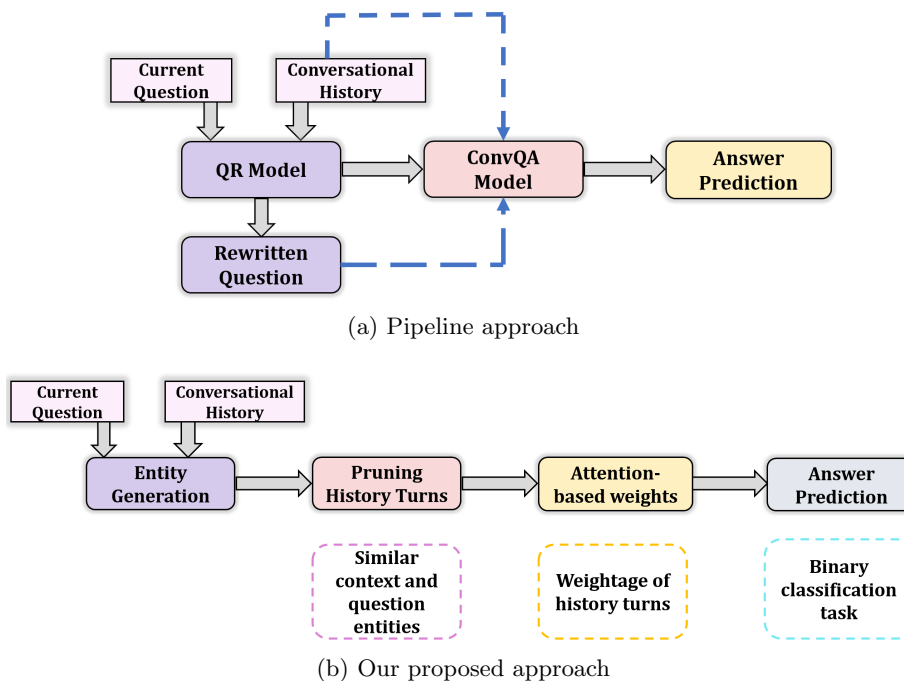 Current
Question
Conversational
History
QR Model
ConvQA
Model
Answer
Prediction
Rewritten
Question
(a) Pipeline approach
Current
Question
Conversational
History
Entity
Generation
Pruning
History Turns
Attention-
based weights
Answer
Prediction
Similar
context and
question
entities
Weightage of
history turns
Binary
classification
task
(b) Our proposed approach